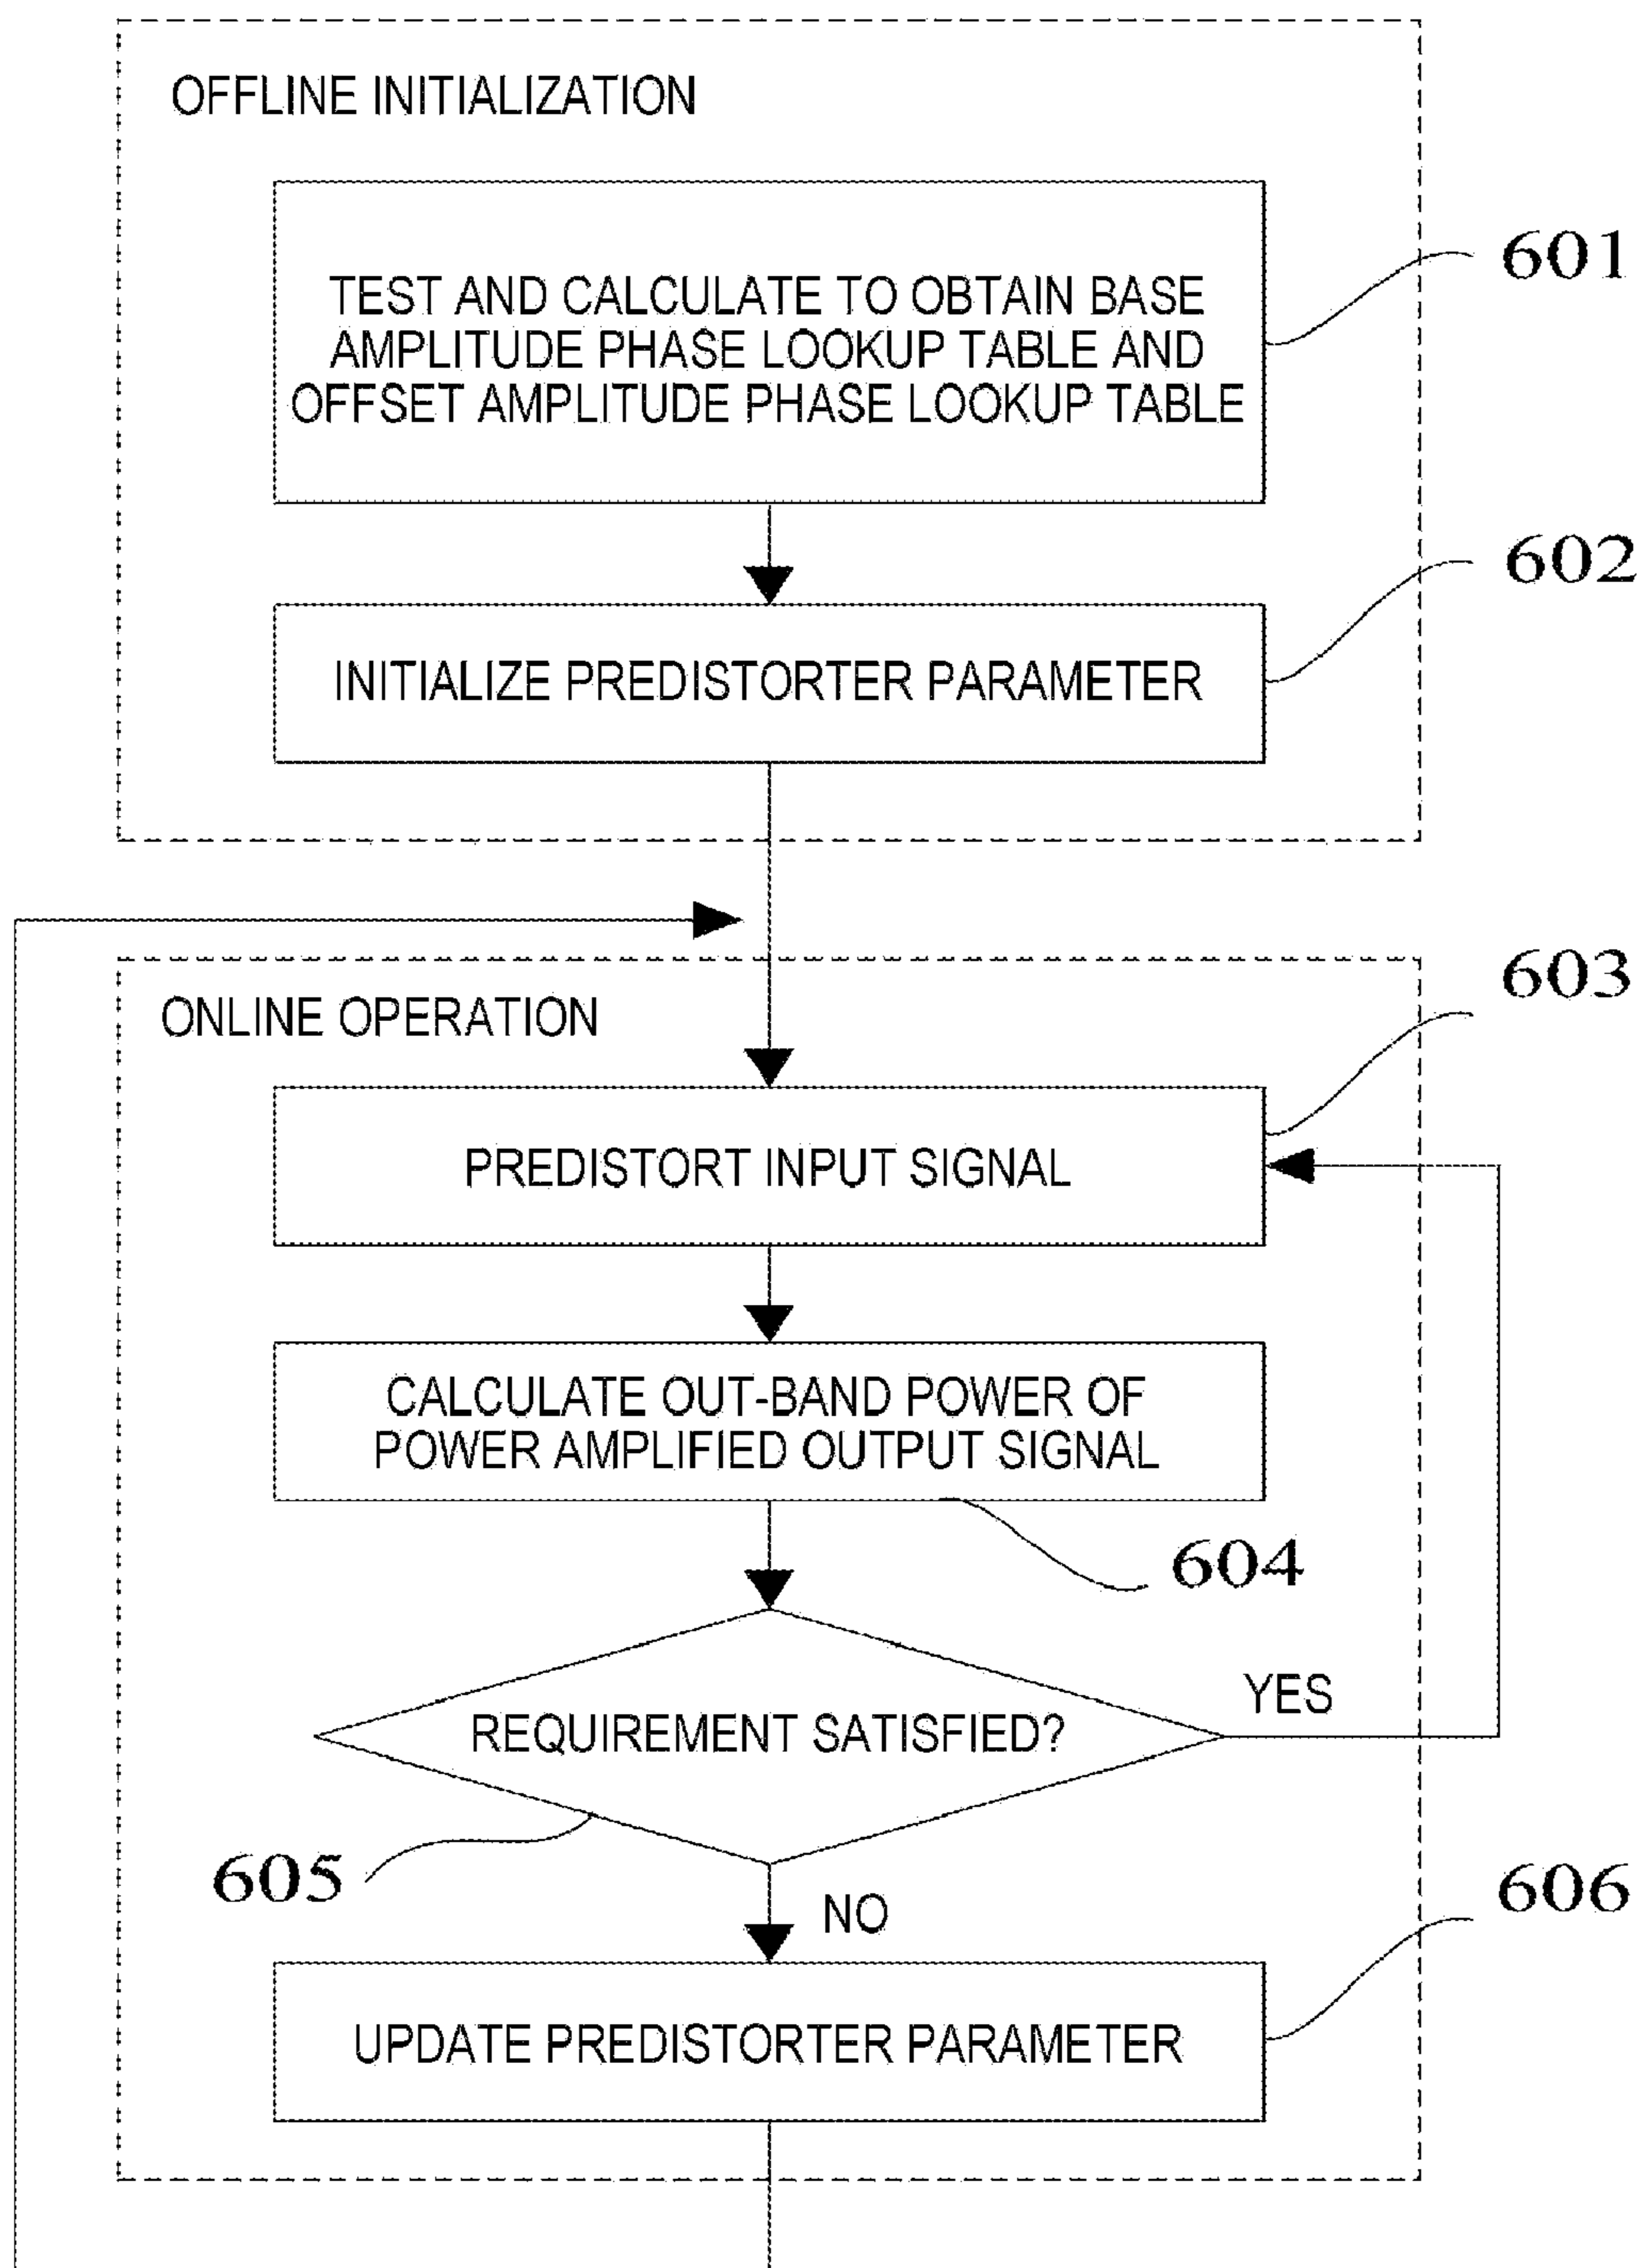 OFFLINE INITIALIZATION
TEST AND CALCULATE TO OBTAIN BASE
AMPLITUDE PHASE LOOKUP TABLE AND
OFFSET AMPLITUDE PHASE LOOKUP TABLE
601
INITIALIZE PREDISTORTER PARAMETER
602
ONLINE OPERATION
603
PREDISTORT INPUT SIGNAL
CALCULATE OUT-BAND POWER OF
POWER AMPLIFIED OUTPUT SIGNAL
604
REQUIREMENT SATISFIED?
YES
605
NO
606
UPDATE PREDISTORTER PARAMETER